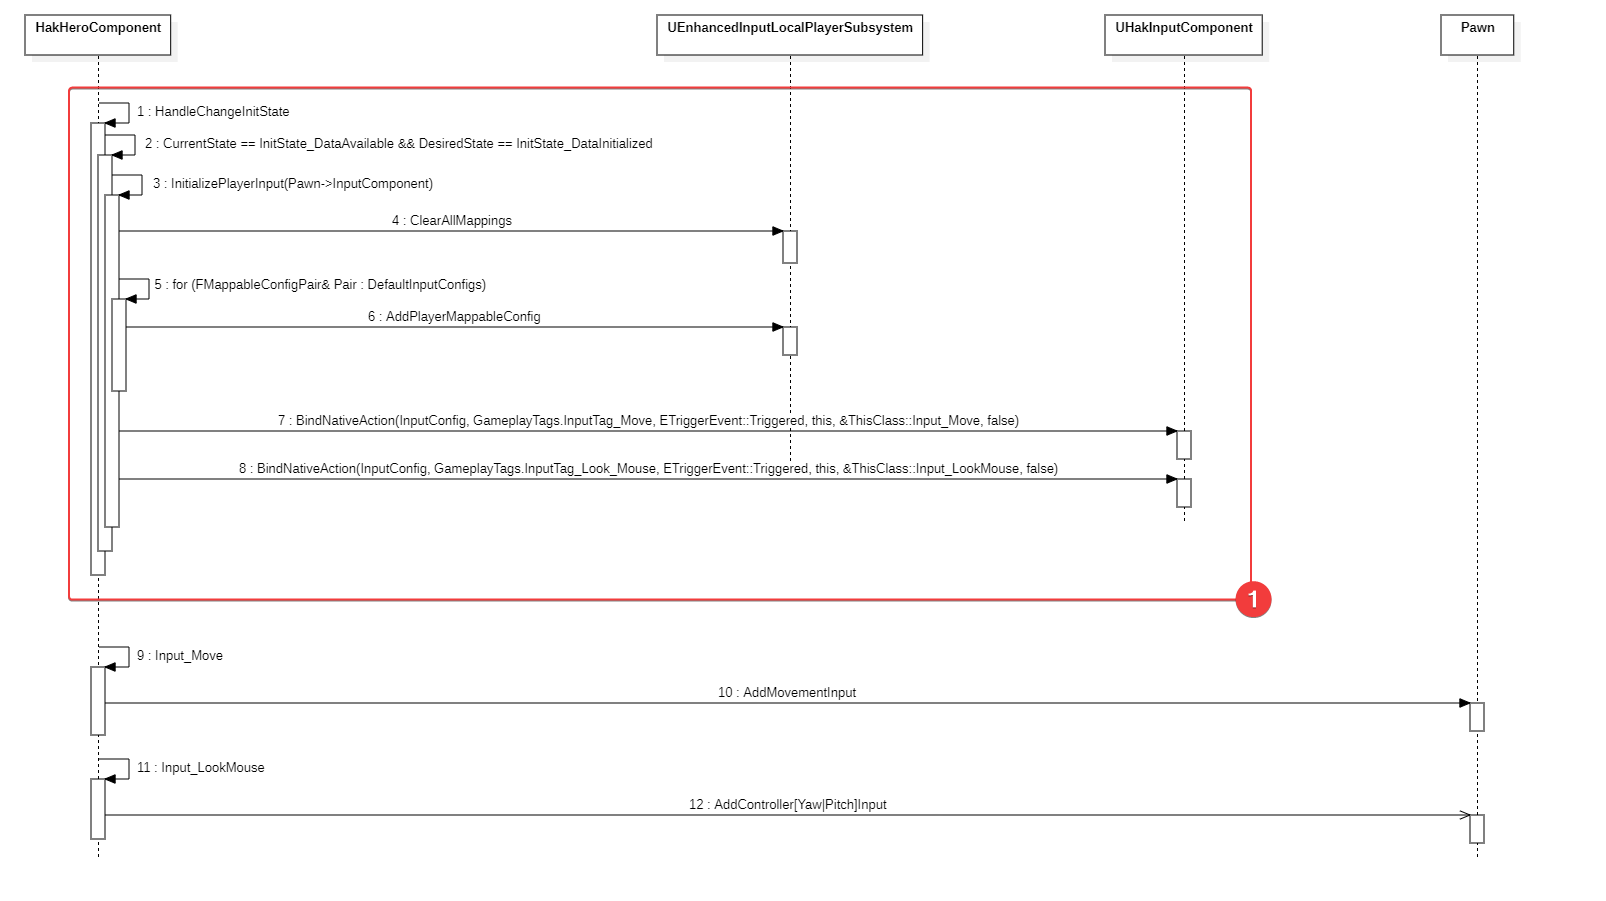 HakHeroComponent
UEnhancedInputLocalPlayerSubsystem
UHakInputComponent
Pawn
1 : HandleChangeInitState
2 : CurrentState == InitState_DataAvailable && DesiredState == InitState_DataInitialized
3 : InitializePlayerInput(Pawn->InputComponent)
4 : ClearAllMappings
5 : for (FMappableConfigPair& Pair : DefaultInputConfigs)
6 : AddPlayerMappableConfig
7 : BindNativeAction(InputConfig, GameplayTags.InputTag_Move, ETriggerEvent::Triggered, this, &ThisClass::Input_Move, false)
8 : BindNativeAction(InputConfig, GameplayTags.InputTag_Look_Mouse, ETriggerEvent::Triggered, this, &ThisClass::Input_LookMouse, false)
1
9 : Input_Move
10 : AddMovementInput
11 : Input_LookMouse
12 : AddController[Yaw|Pitch]Input